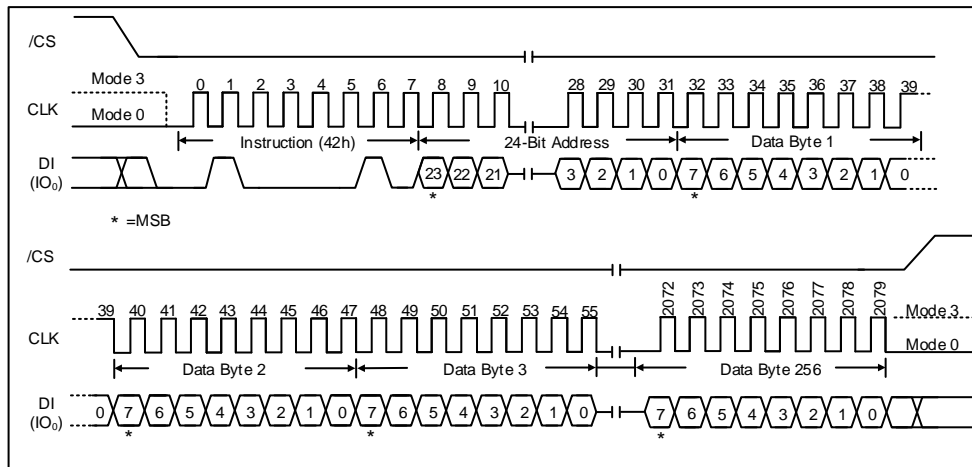 /CS
Mode 3
0 1 2 3 4 5 6 7 8 9 10 28 29 30 31 32 33 34 35 36 37 38 39
CLK
Mode 0
Instruction (42h) 24-Bit Address Data Byte 1
DI
(IO₀)
23 22 21 3 2 1 0 7 6 5 4 3 2 1 0
* *
* =MSB
/CS
39 40 41 42 43 44 45 46 47 48 49 50 51 52 53 54 55 2072 2073 2074 2075 2076 2077 2078 2079
Mode 3
CLK
Mode 0
Data Byte 2 Data Byte 3 Data Byte 256
DI
(IO₀)
0 7 6 5 4 3 2 1 0 7 6 5 4 3 2 1 0 7 6 5 4 3 2 1 0
* * *